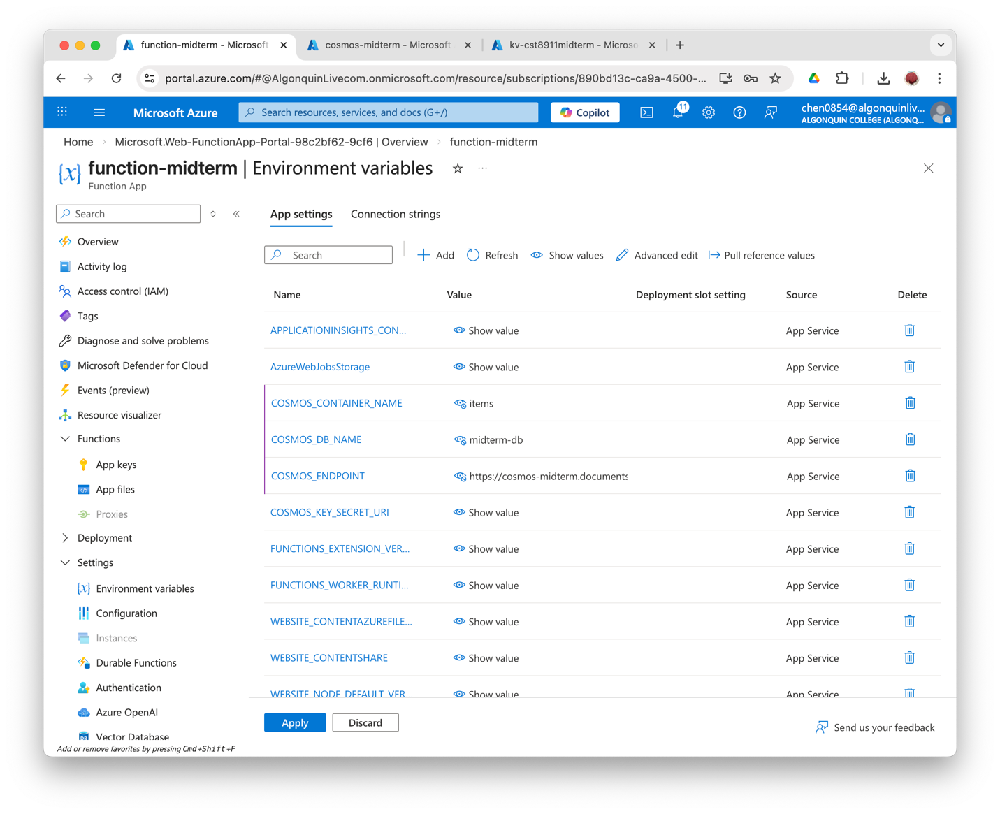 function-midterm - Microsoft
cosmos-midterm - Microsoft
kv-cst8911midterm - Microso
portal.azure.com/#@AlgonquinLivecom.onmicrosoft.com/resource/subscriptions/890bd13c-ca9a-4500-...
Microsoft Azure
Search resources, services, and docs (G+/)
Copilot
11
chen0854@algonquinliv...
ALGONQUIN COLLEGE (ALGONQ...
Home > Microsoft.Web-FunctionApp-Portal-98c2bf62-9cf6 | Overview > function-midterm
function-midterm | Environment variables
Function App
Search
Overview
Activity log
Access control (IAM)
Tags
Diagnose and solve problems
Microsoft Defender for Cloud
Events (preview)
Resource visualizer
Functions
App keys
App files
Proxies
Deployment
Settings
Environment variables
Configuration
Instances
Durable Functions
Authentication
Azure OpenAI
Vector Database
Add or remove favorites by pressing Cmd+Shift+F
App settings Connection strings
Search Add Refresh Show values Advanced edit Pull reference values
Name Value Deployment slot setting Source Delete
APPLICATIONINSIGHTS_CON... Show value App Service
AzureWebJobsStorage Show value App Service
COSMOS_CONTAINER_NAME items App Service
COSMOS_DB_NAME midterm-db App Service
COSMOS_ENDPOINT https://cosmos-midterm.documents App Service
COSMOS_KEY_SECRET_URI Show value App Service
FUNCTIONS_EXTENSION_VER... Show value App Service
FUNCTIONS_WORKER_RUNTI... Show value App Service
WEBSITE_CONTENTAZUREFILE... Show value App Service
WEBSITE_CONTENTSHARE Show value App Service
WEBSITE_NODE_DEFAULT_VER... Show value App Service
Apply Discard
Send us your feedback